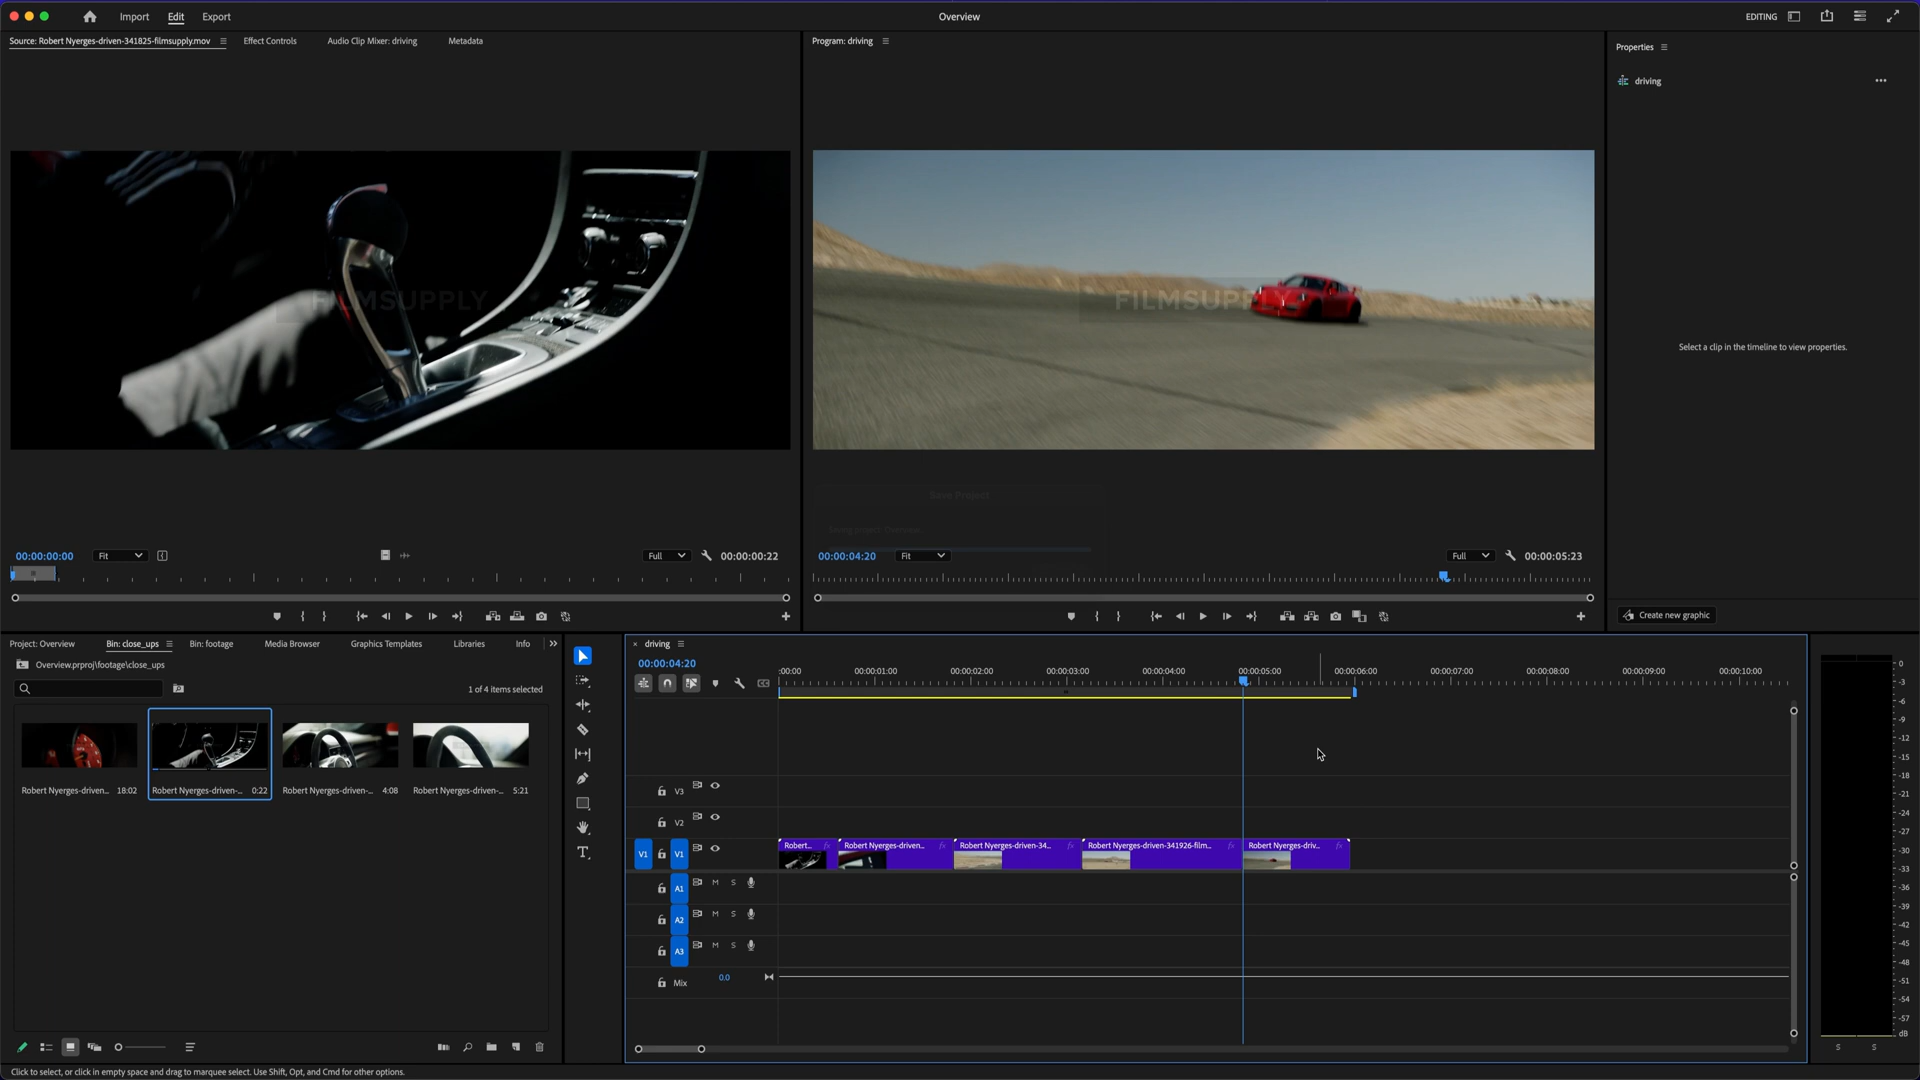 Import Edit Export
Overview
EDITING
Source: Robert Nyerges-driven-341825-filmsupply.mov
Effect Controls
Audio Clip Mixer: driving
Metadata
Program: driving
Properties
driving
FILMSUPPLY
FILMSUPPLY
Select a clip in the timeline to view properties.
Save Project
Saving project: Overview...
00:00:00:00
Fit
Full
00:00:00:22
00:00:04:20
Fit
Full
00:00:05:23
Create new graphic
Project: Overview
Bin: close_ups
Bin: footage
Media Browser
Graphics Templates
Libraries
Info
Overview.prproj\footage\close_ups
1 of 4 items selected
Robert Nyerges-driven... 18:02
Robert Nyerges-driven-... 0:22
Robert Nyerges-driven-... 4:08
Robert Nyerges-driven-... 5:21
driving
00:00:04:20
:00:00 00:00:01:00 00:00:02:00 00:00:03:00 00:00:04:00 00:00:05:00 00:00:06:00 00:00:07:00 00:00:08:00 00:00:09:00 00:00:10:00
V3
V2
V1 V1
Robert... fx
Robert Nyerges-driven... fx
Robert Nyerges-driven-34... fx
Robert Nyerges-driven-341926-film... fx
Robert Nyerges-driv... fx
A1 M S
A2 M S
A3 M S
Mix 0.0
0
-3
-6
-9
-12
-15
-18
-21
-24
-27
-30
-33
-36
-39
-42
-45
-48
-51
-54
-57
dB
S S
Click to select, or click in empty space and drag to marquee select. Use Shift, Opt, and Cmd for other options.